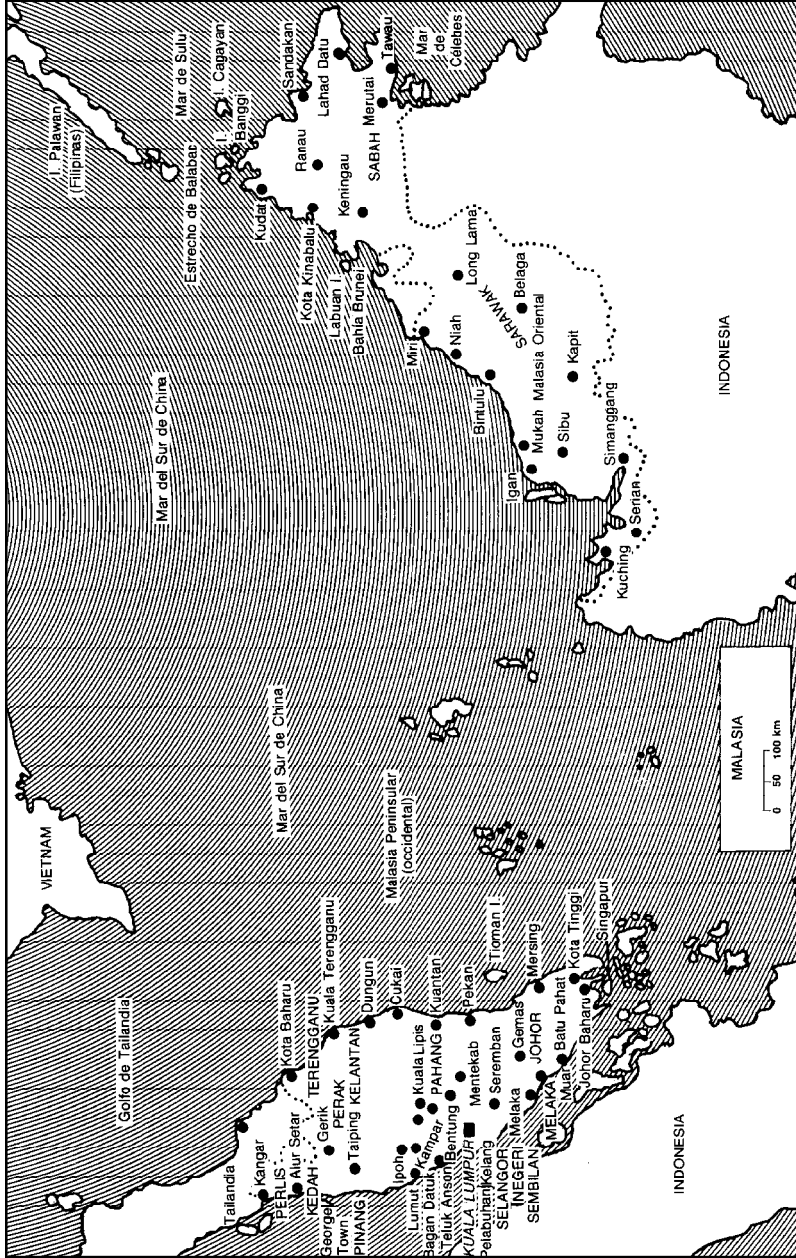 I. Palawan
(Filipinas)
Mar de Sulu
I. Cagayan
I.
Banggi
Estrecho de Balabar
Sandakan
Lahad Datu
Tawau
Mar
de
Célebes
Kudat
Ranau
Merutai
Kota Kinabalu
Keningau
SABAH
Labuan I.
Bahía Brunei
Miri
Niah
Long Lama
SARAWAK
Belaga
Bintulu
Mukah
Malasia Oriental
Igan
Sibu
Kapit
Simanggang
Serian
Kuching
INDONESIA
Mar del Sur de China
Mar del Sur de China
VIETNAM
Malasia Peninsular
(occidental)
MALASIA
0 50 100 km
Golfo de Tailandia
Tailandia
Kota Baharu
Kangar
PERLIS
Alur Setar
KEDAH
TERENGGANU
Kuala Terengganu
Gerik
PERAK
George
Town
PINANG
Taiping
KELANTAN
Dungun
Cukai
Ipoh
Kuala Lipis
Kuantan
Lumut
Kampar
PAHANG
Bagan Datuk
Bentung
Teluk Anson
Mentekab
Pekan
Tioman I.
KUALA LUMPUR
Pelabuhan
Kelang
SELANGOR
Seremban
(NEGERI
SEMBILAN
Gemas
Melaka
MELAKA
JOHOR
Mersing
Muar
Batu Pahat
Kota Tinggi
Johor Baharu
Singapur
INDONESIA